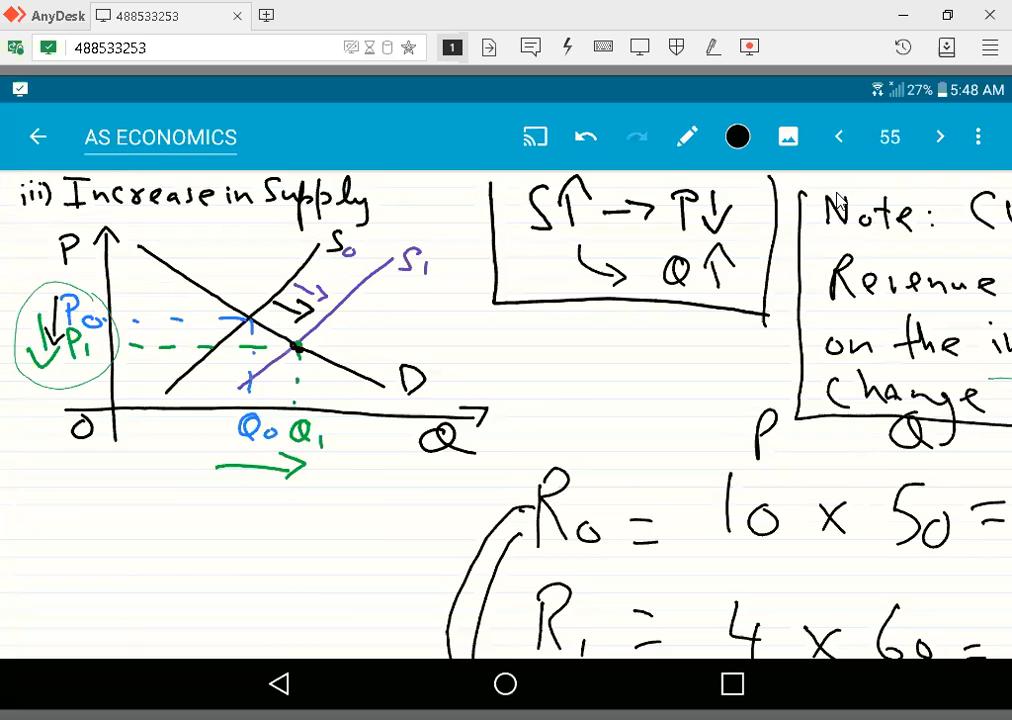 AnyDesk
488533253
488533253
1
27% 5:48 AM
AS ECONOMICS
55
iii) Increase in Supply
P
S0
S1
P0
P1
D
O
Q0 Q1
Q
S↑ → P↓
→ Q↑
Note:
Revenue
on the
Change
P Q
R0 = 10 x 50 =
R1 = 4 x 60 =